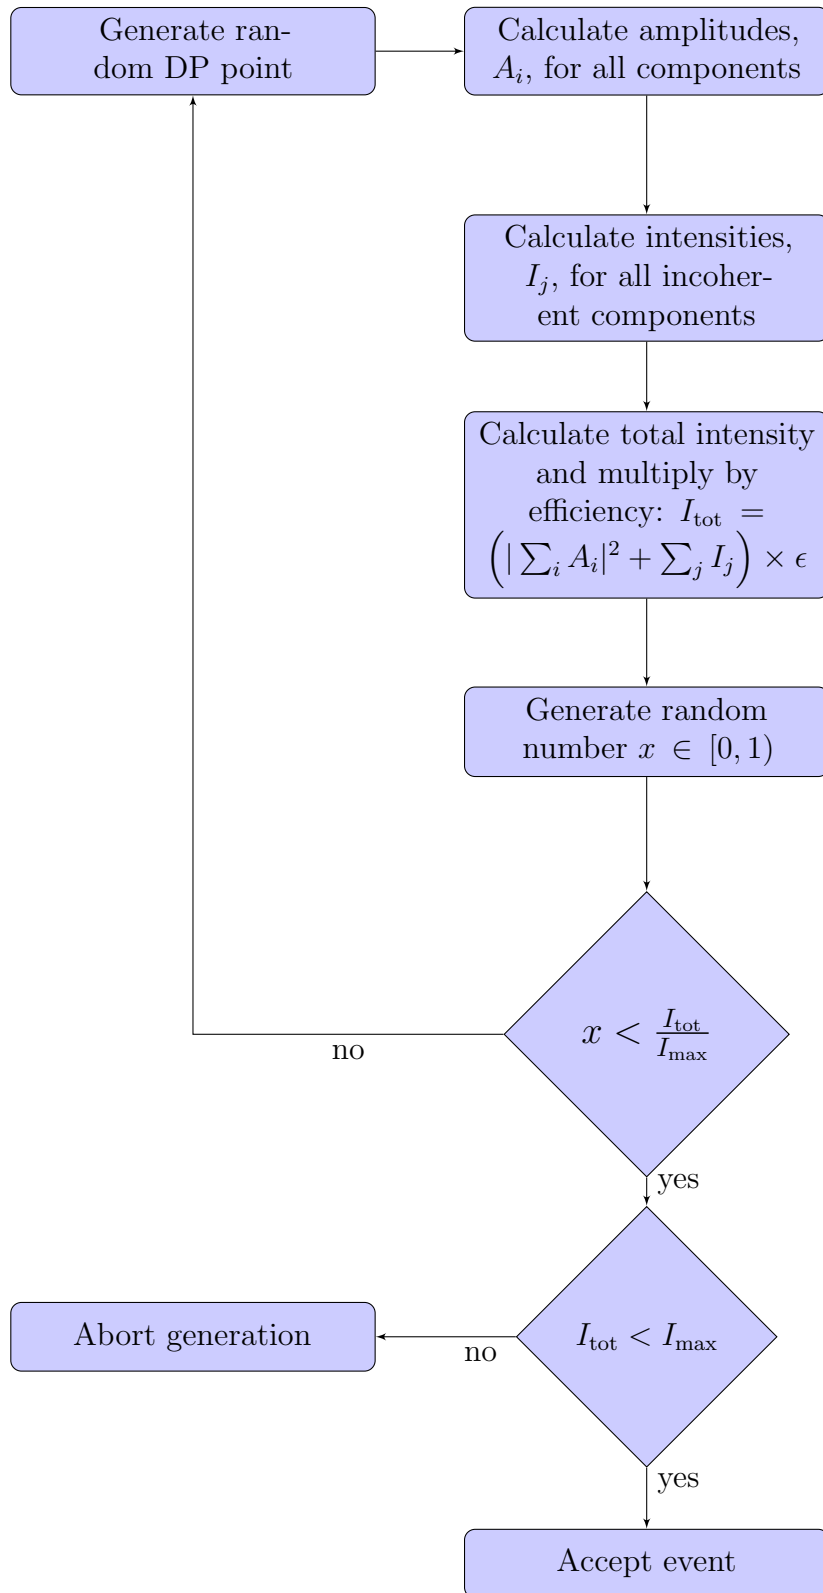 Generate ran-
dom DP point
Calculate amplitudes,
A_i, for all components
Calculate intensities,
I_j, for all incoher-
ent components
Calculate total intensity
and multiply by
efficiency: I_tot =
(|∑_i A_i|² + ∑_j I_j) × ϵ
Generate random
number x ∈ [0, 1)
x < I_tot/I_max
no
yes
I_tot < I_max
no
Abort generation
yes
Accept event